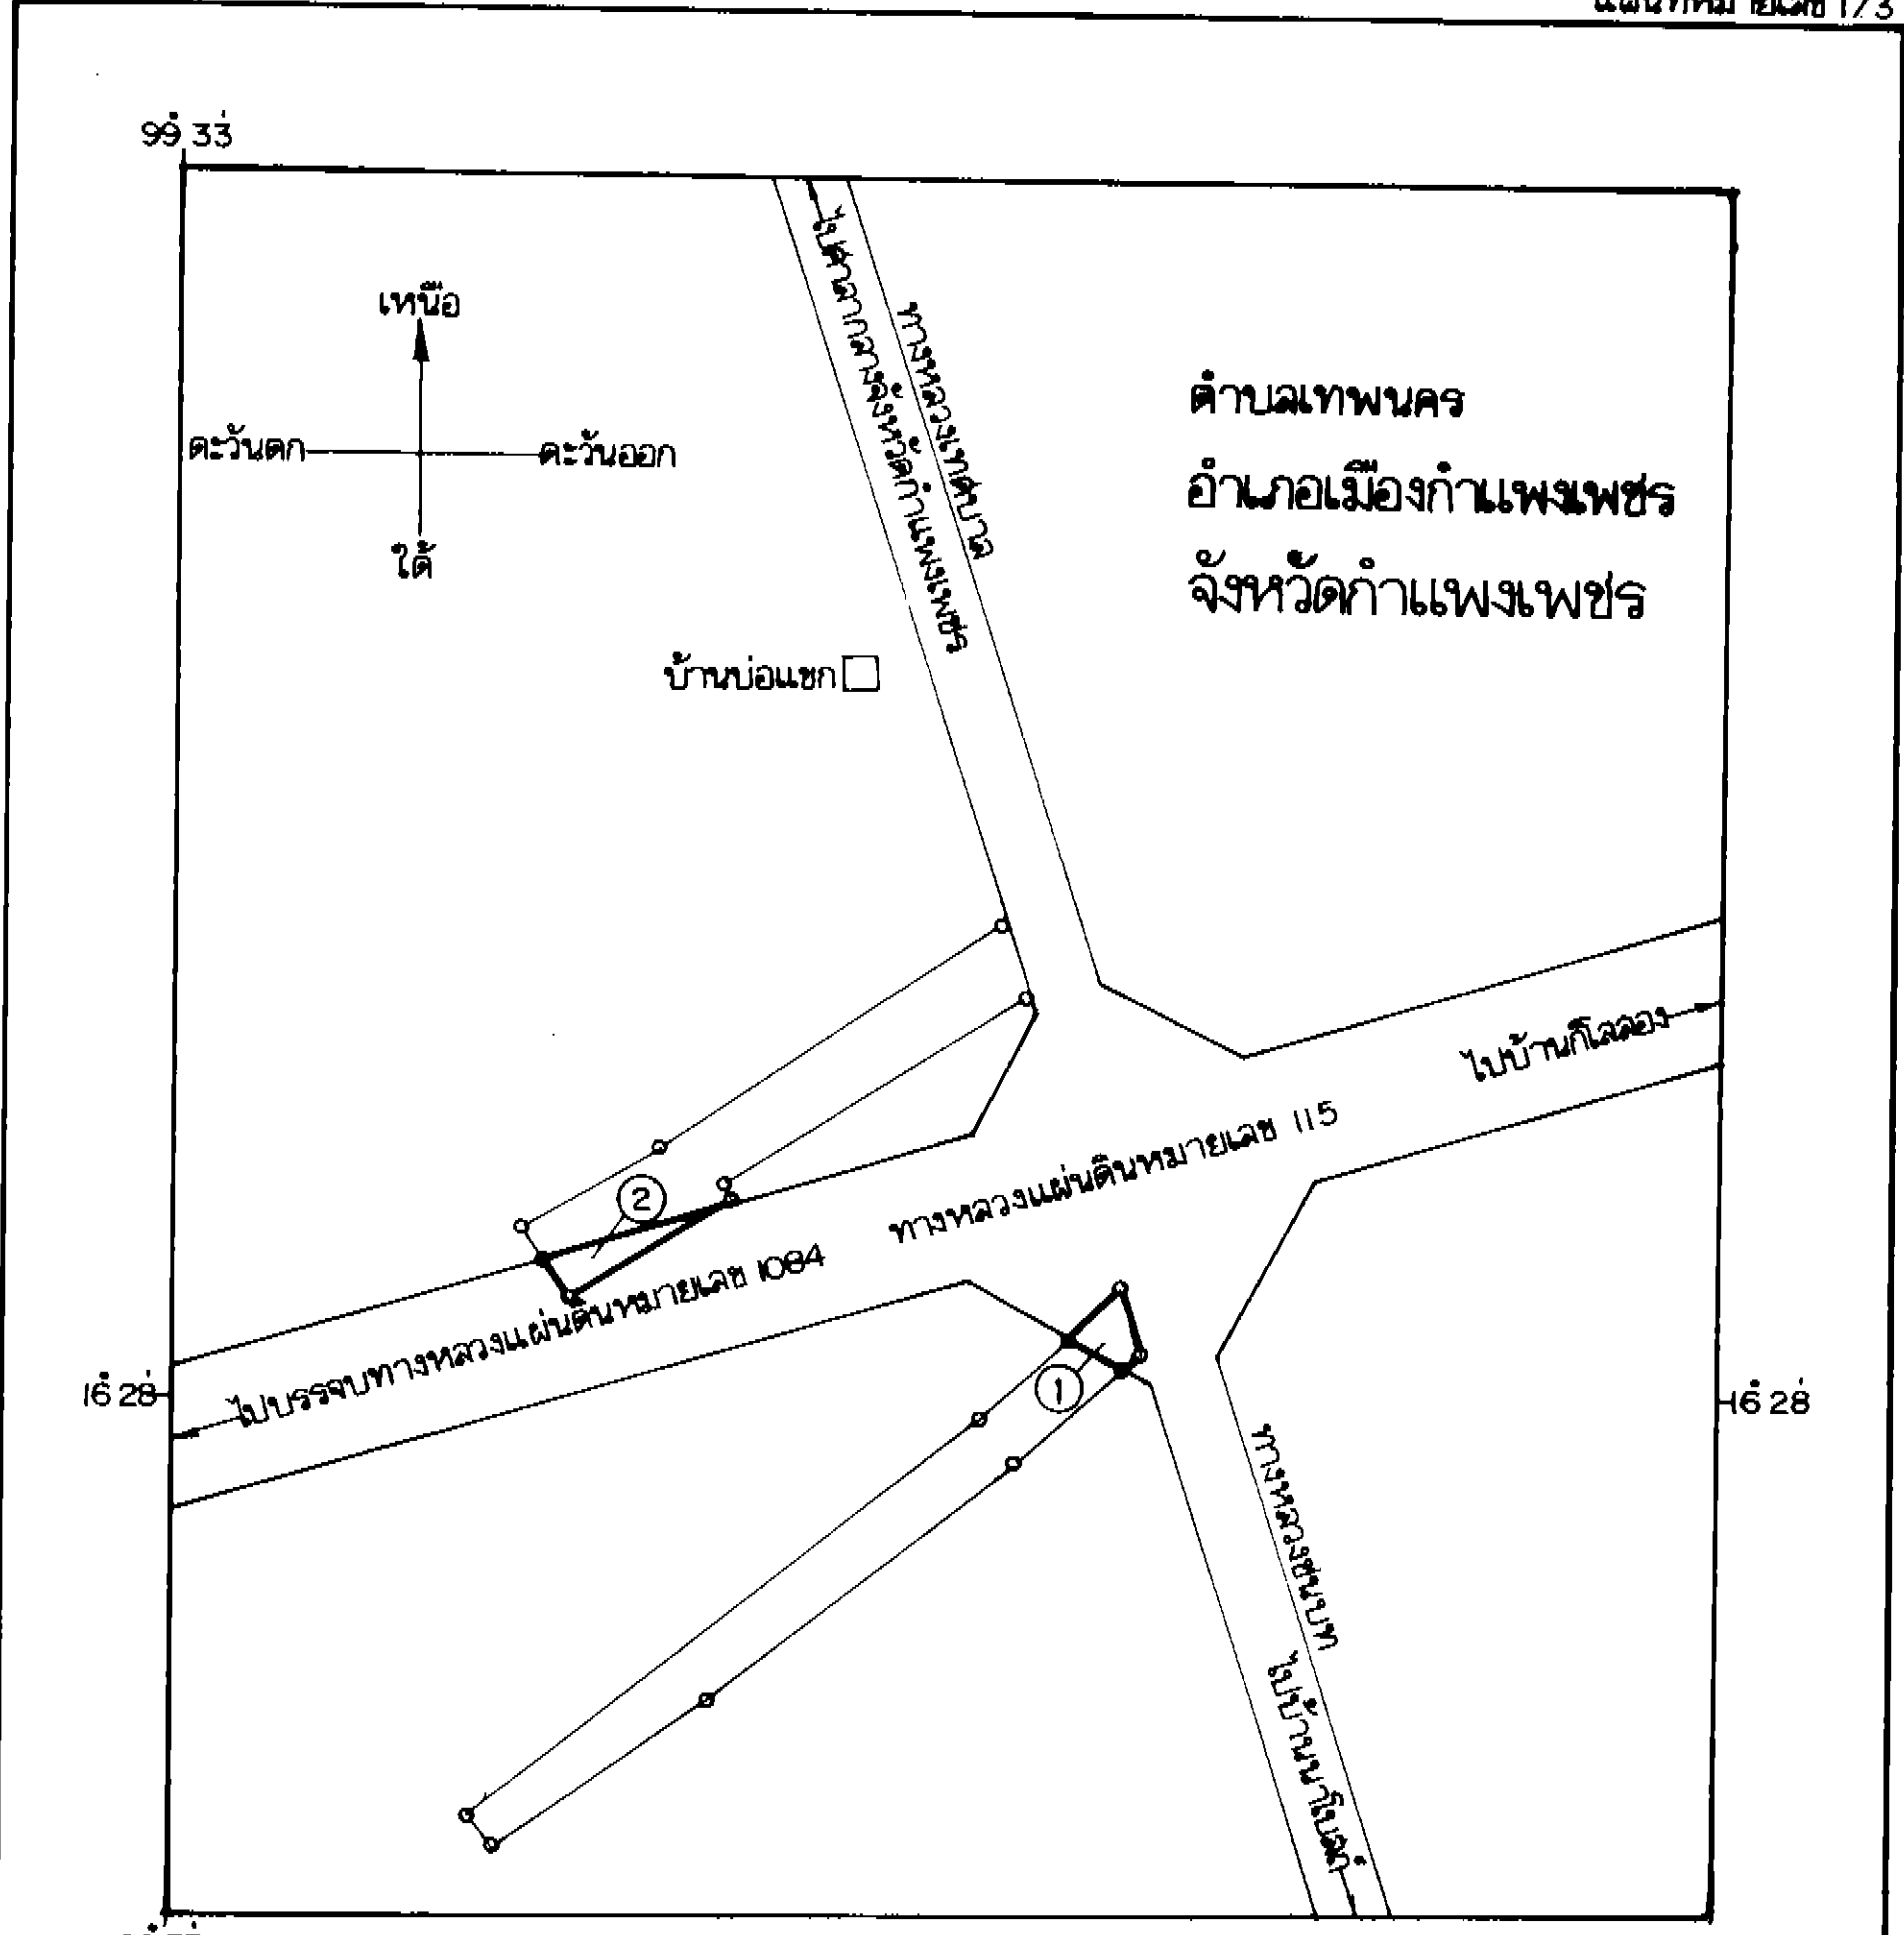 แผนที่หมายเลข 1/3
99° 33'
เหนือ
ตะวันตก
ตะวันออก
ใต้
ตำบลเทพนคร
อำเภอเมืองกำแพงเพชร
จังหวัดกำแพงเพชร
ไปศาลากลางจังหวัดกำแพงเพชร
ทางหลวงเทศบาล
บ้านบ่อแขก
ไปบ้านกิโลสอง
ทางหลวงแผ่นดินหมายเลข 115
2
ไปบรรจบทางหลวงแผ่นดินหมายเลข 1084
1
16° 28'
16° 28'
ทางหลวงชนบท
ไปบ้านนาโบสถ์